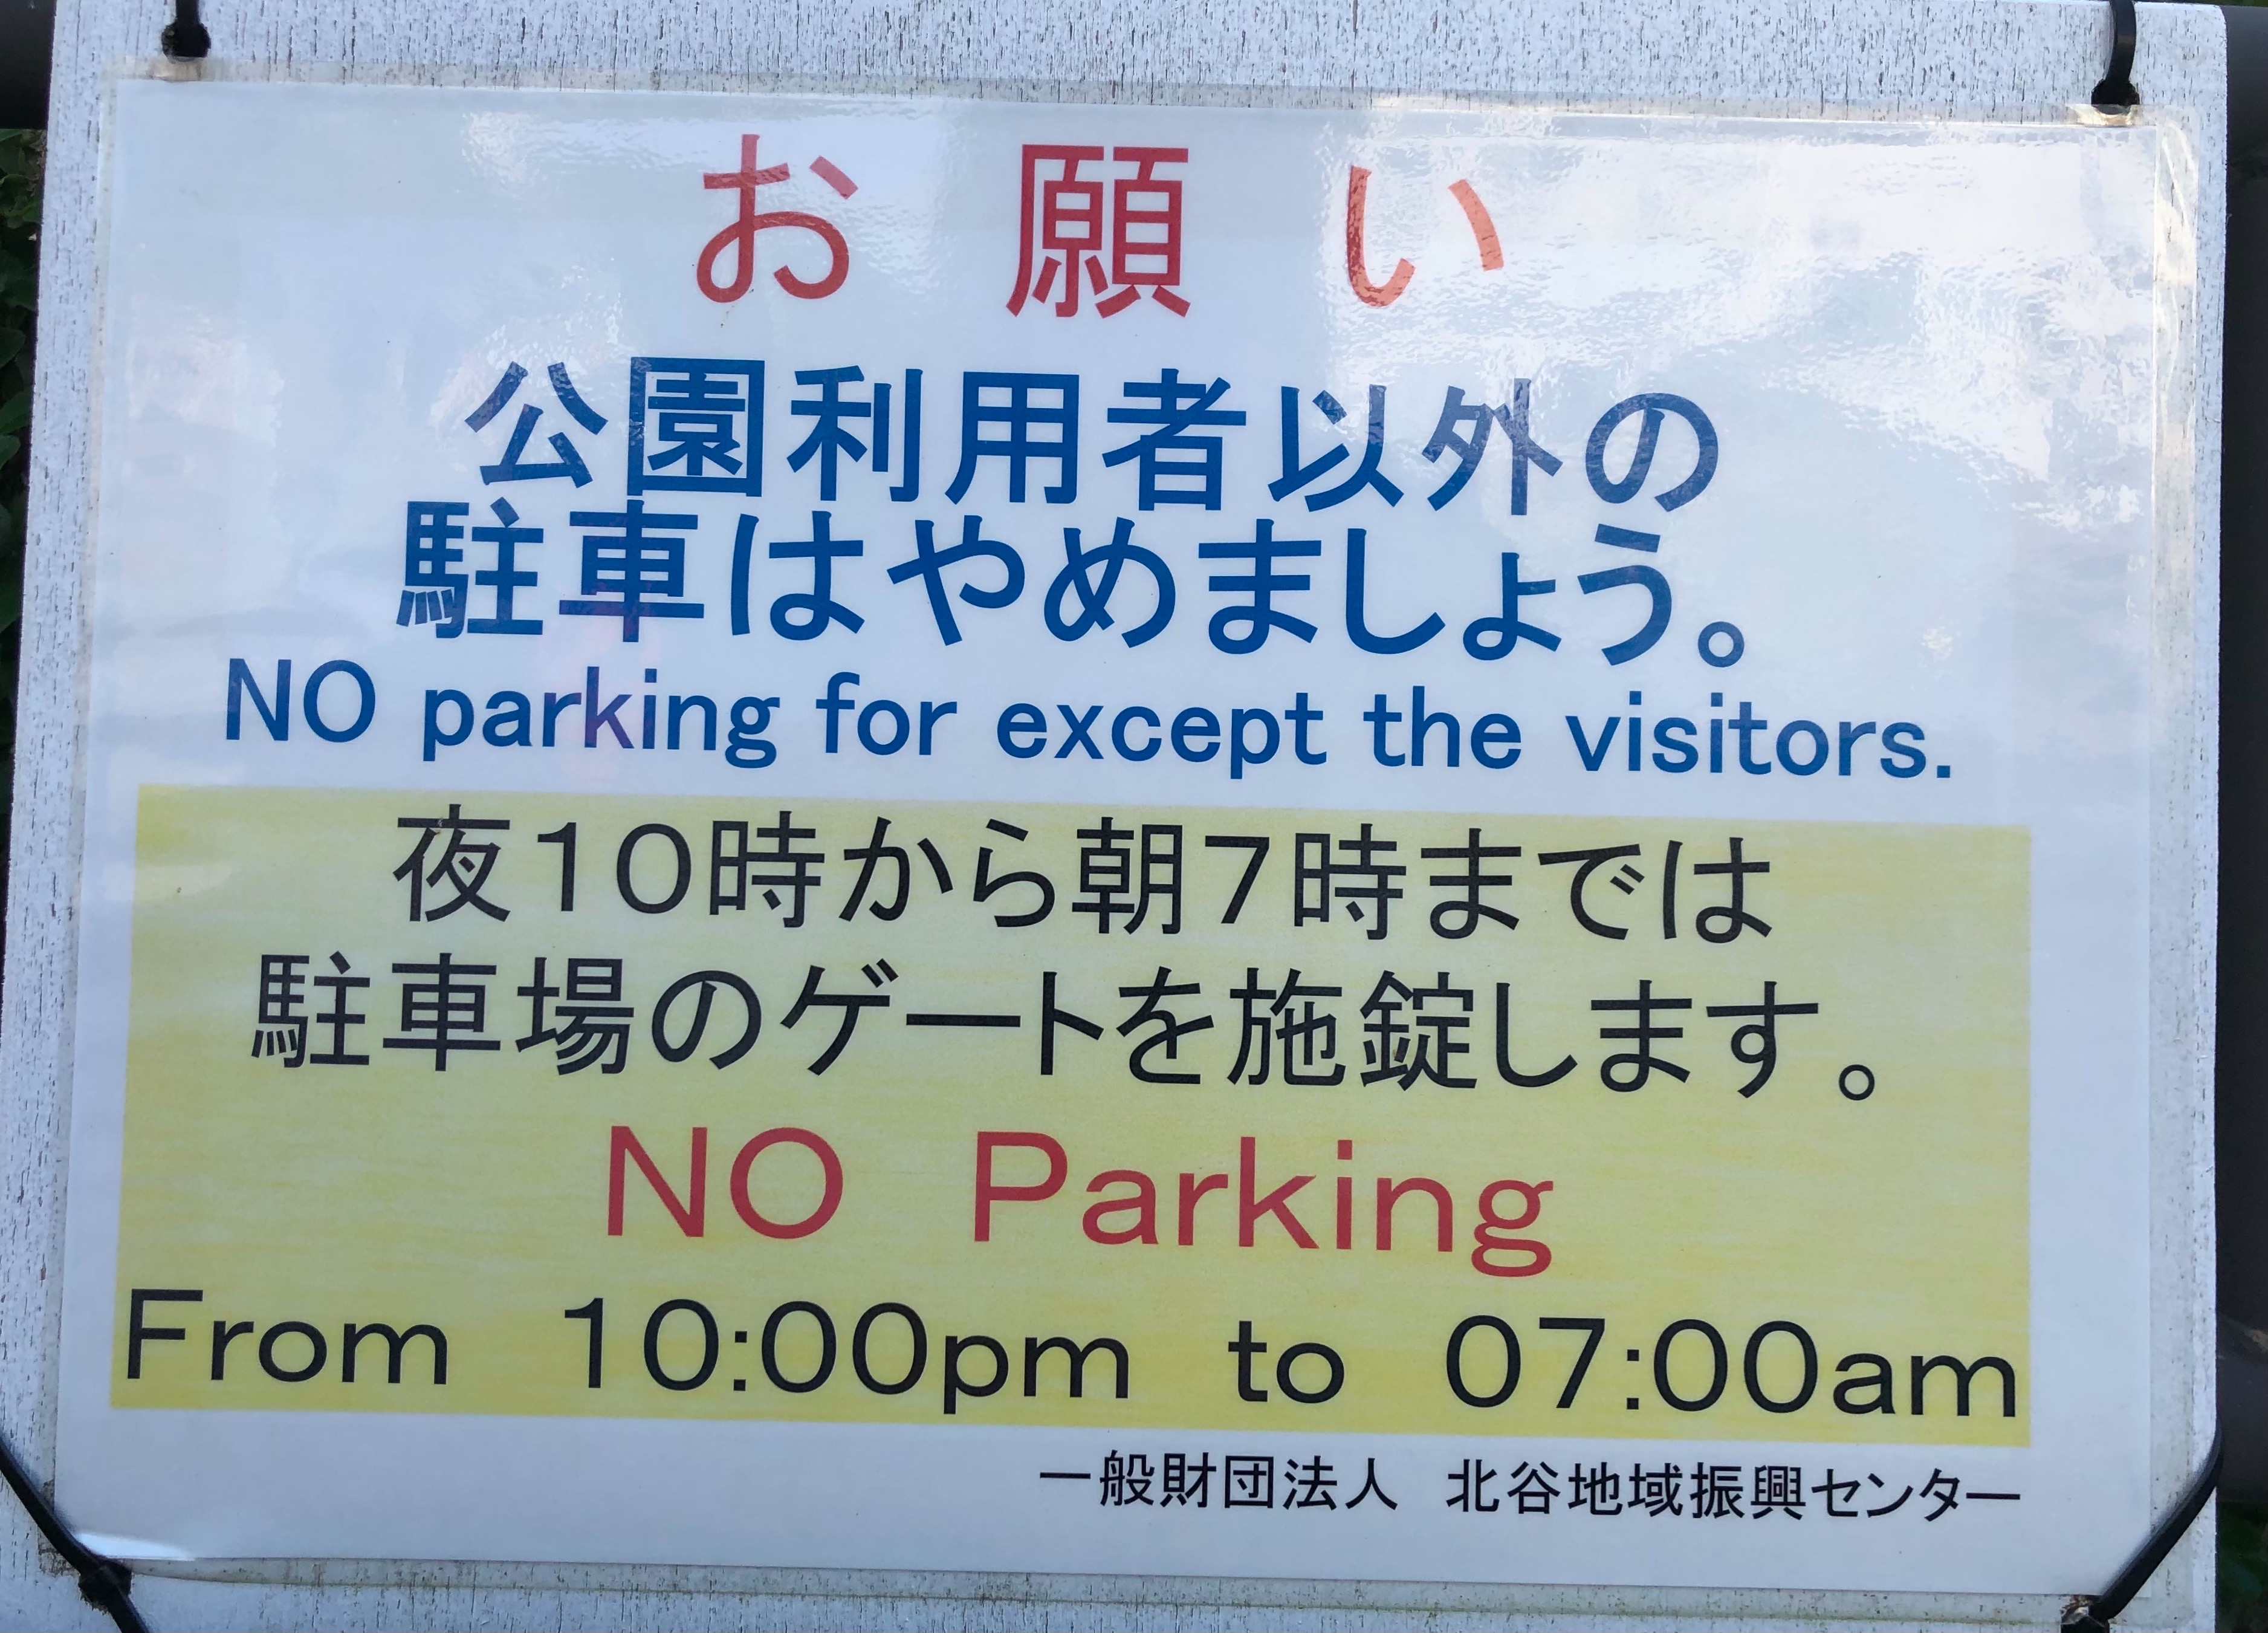 お願い
公園利用者以外の
駐車はやめましょう。
NO parking for except the visitors.
夜10時から朝7時までは
駐車場のゲートを施錠します。
NO Parking
From 10:00pm to 07:00am
一般財団法人 北谷地域振興センター